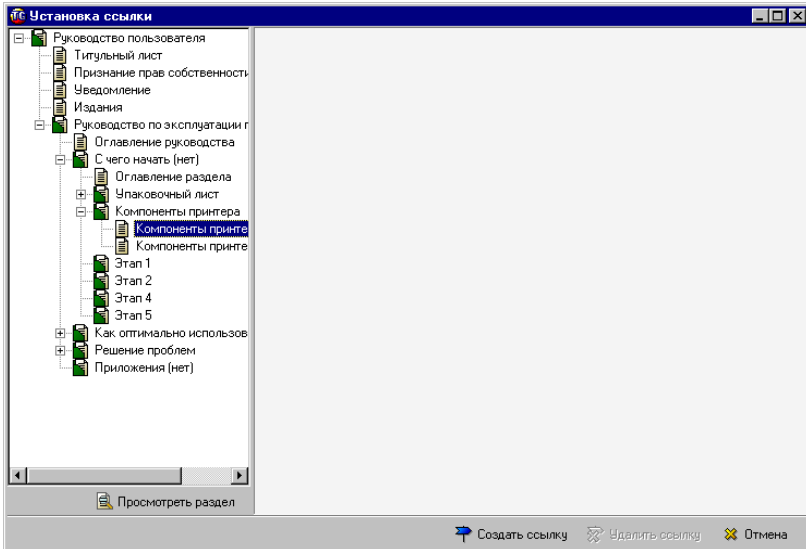 Установка ссылки
Руководство пользователя
Титульный лист
Признание прав собственности
Уведомление
Издания
Руководство по эксплуатации г
Оглавление руководства
С чего начать (нет)
Оглавление раздела
Упаковочный лист
Компоненты принтера
Компоненты принте
Компоненты принте
Этап 1
Этап 2
Этап 4
Этап 5
Как оптимально использов
Решение проблем
Приложения (нет)
Просмотреть раздел
Создать ссылку Удалить ссылку Отмена